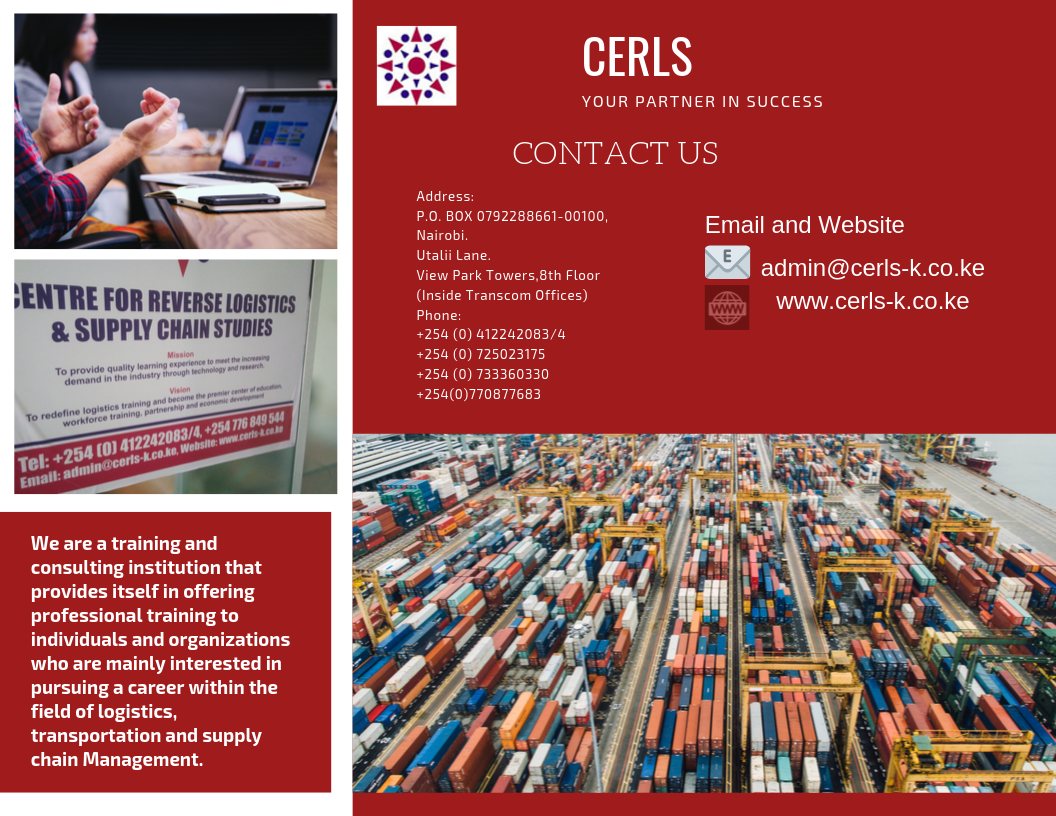 CERLS
YOUR PARTNER IN SUCCESS
CONTACT US
Address:
P.O. BOX 0792288661-00100,
Nairobi.
Utalii Lane.
View Park Towers,8th Floor
(Inside Transcom Offices)
Phone:
+254 (0) 412242083/4
+254 (0) 725023175
+254 (0) 733360330
+254(0)770877683
Email and Website
E
admin@cerls-k.co.ke
WWW
www.cerls-k.co.ke
CENTRE FOR REVERSE LOGISTICS
& SUPPLY CHAIN STUDIES
Mission
To provide quality learning experience to meet the increasing
demand in the industry through technology and research.
Vision
To redefine logistics training and become the premier center of education,
workforce training, partnership and economic development
Tel: +254 (0) 412242083/4, +254 776 849 544
Email: admin@cerls-k.co.ke, Website: www.cerls-k.co.ke
We are a training and
consulting institution that
provides itself in offering
professional training to
individuals and organizations
who are mainly interested in
pursuing a career within the
field of logistics,
transportation and supply
chain Management.